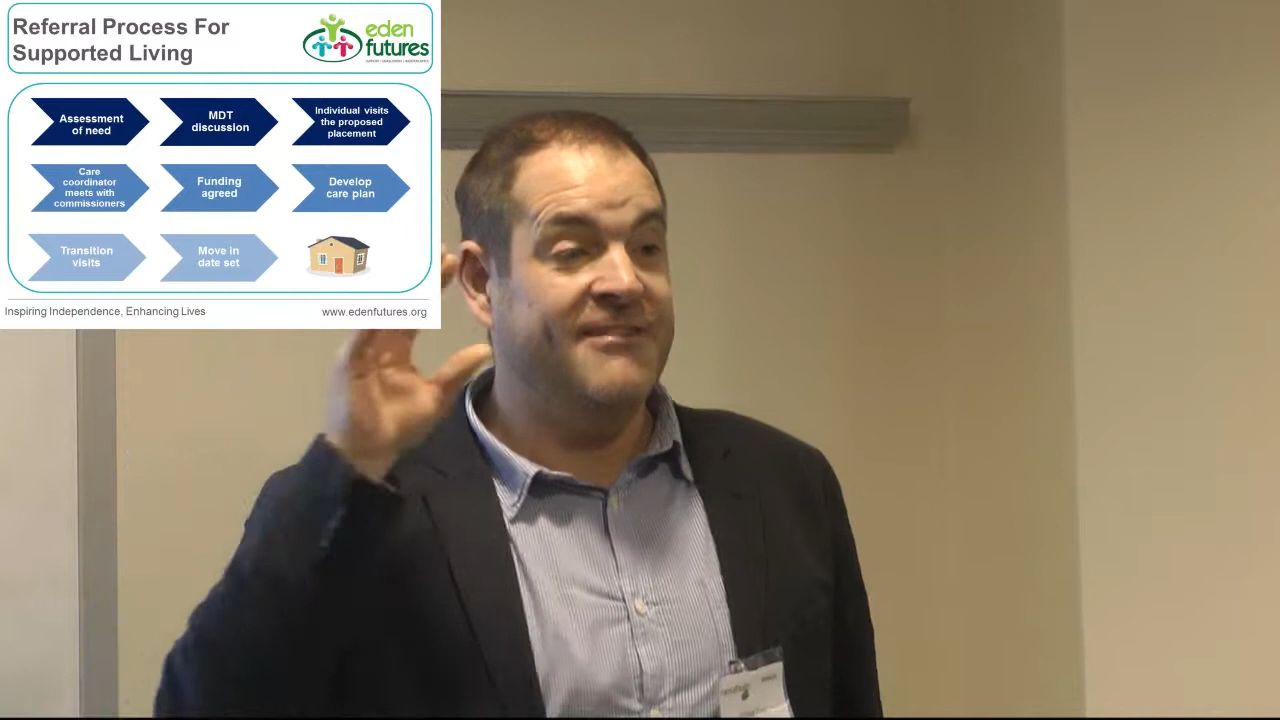 Referral Process For
Supported Living
eden
futures
Assessment
of need
MDT
discussion
Individual visits
the proposed
placement
Care
coordinator
meets with
commissioners
Funding
agreed
Develop
care plan
Transition
visits
Move in
date set
Inspiring Independence, Enhancing Lives
www.edenfutures.org